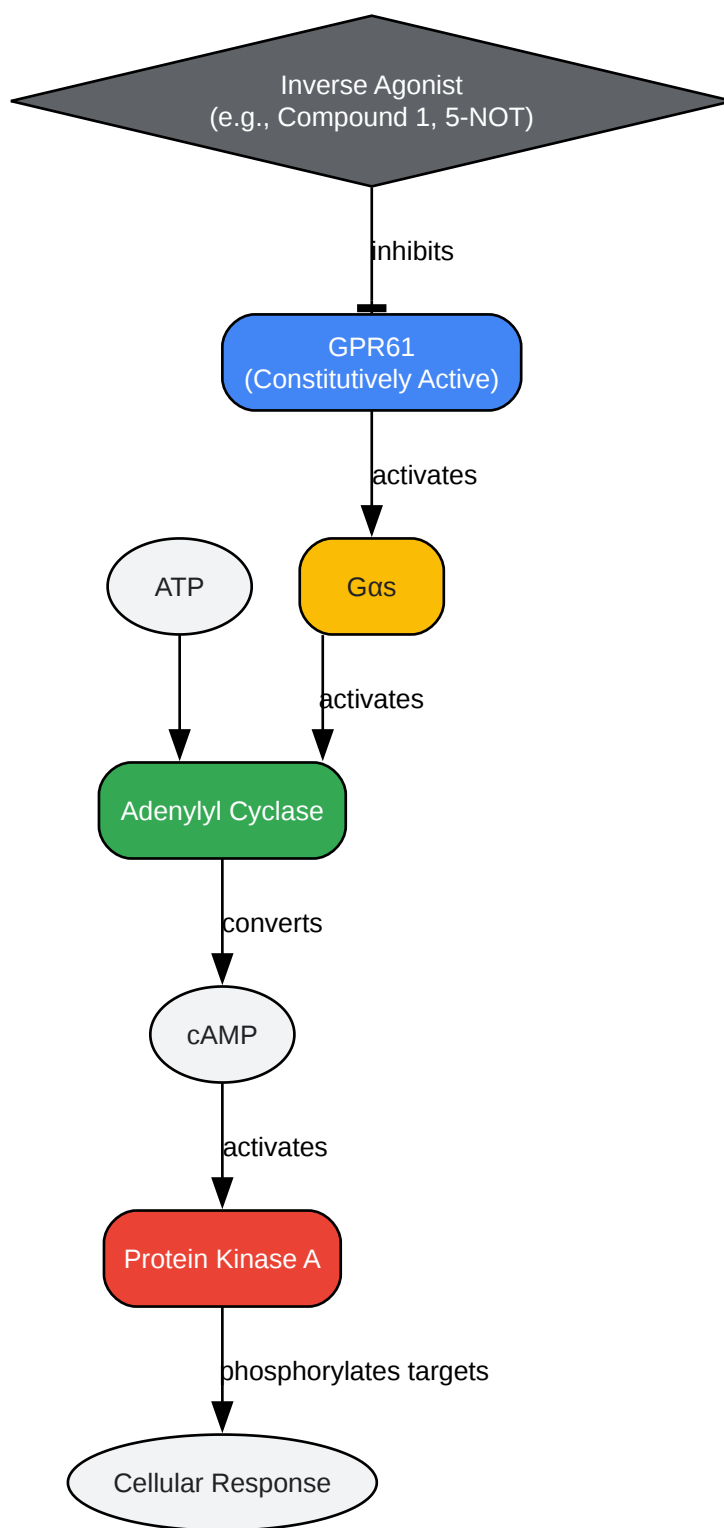 Inverse Agonist
(e.g., Compound 1, 5-NOT)
inhibits
GPR61
(Constitutively Active)
activates
ATP
Gαs
activates
Adenylyl Cyclase
converts
cAMP
activates
Protein Kinase A
phosphorylates targets
Cellular Response